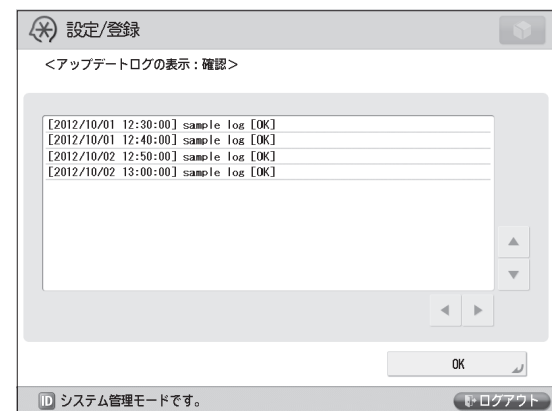 設定/登録
<アップデートログの表示:確認>
[2012/10/01 12:30:00] sample log [OK]
[2012/10/01 12:40:00] sample log [OK]
[2012/10/02 12:50:00] sample log [OK]
[2012/10/02 13:00:00] sample log [OK]
OK
ID システム管理モードです。
ログアウト